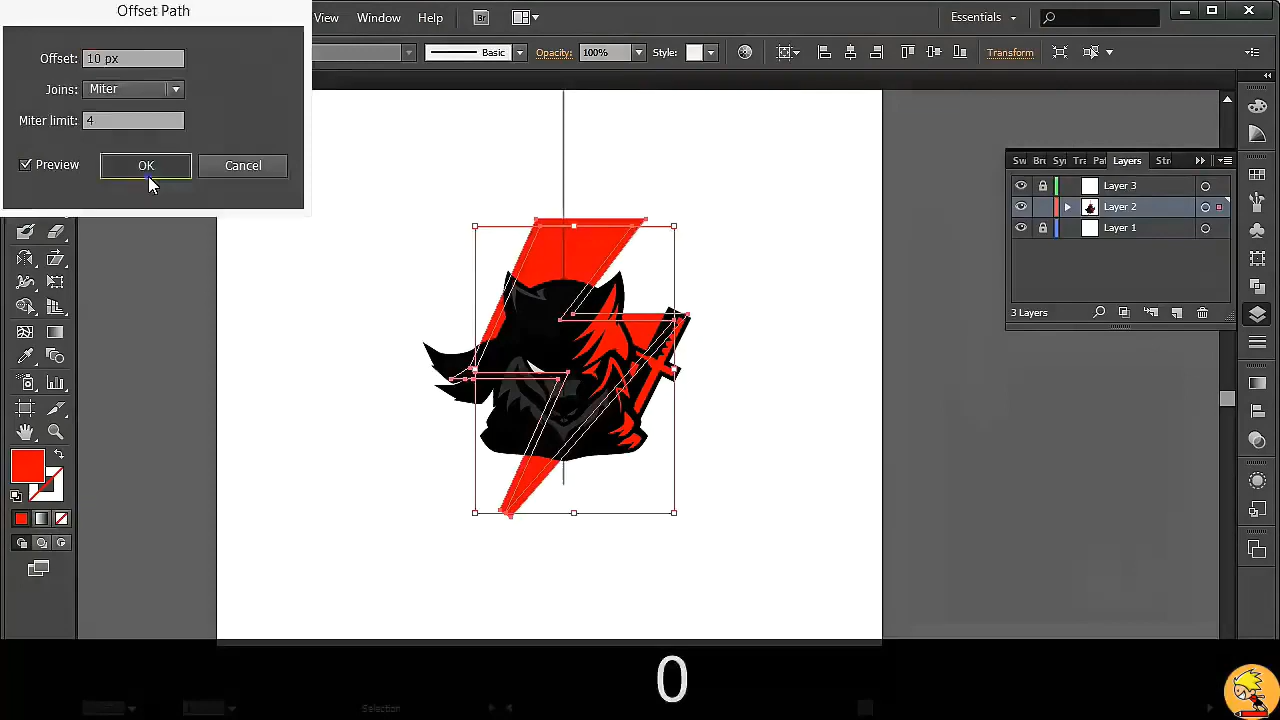 Offset Path
View Window Help Br Essentials
Offset: 10 px
Basic Opacity: 100% Style: Transform
Joins: Miter
Miter limit: 4
Preview OK Cancel
Sw Br Sy Tra Pat Layers Str
Layer 3
Layer 2
Layer 1
3 Layers
0
Selection